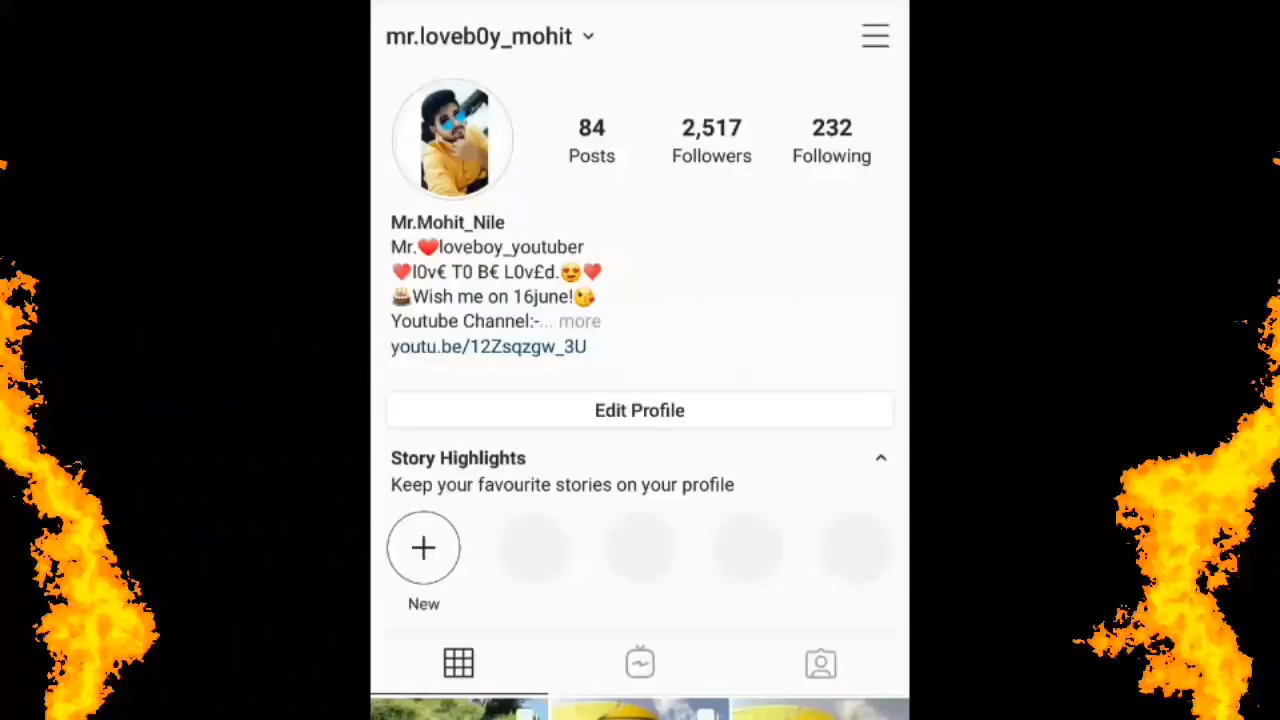 mr.loveb0y_mohit
84 2,517 232
Posts Followers Following
Mr.Mohit_Nile
Mr.❤️loveboy_youtuber
❤️l0v€ T0 B€ L0v£d.😍❤️
🎂Wish me on 16june!😘
Youtube Channel:-... more
youtu.be/12Zsqzgw_3U
Edit Profile
Story Highlights
Keep your favourite stories on your profile
New